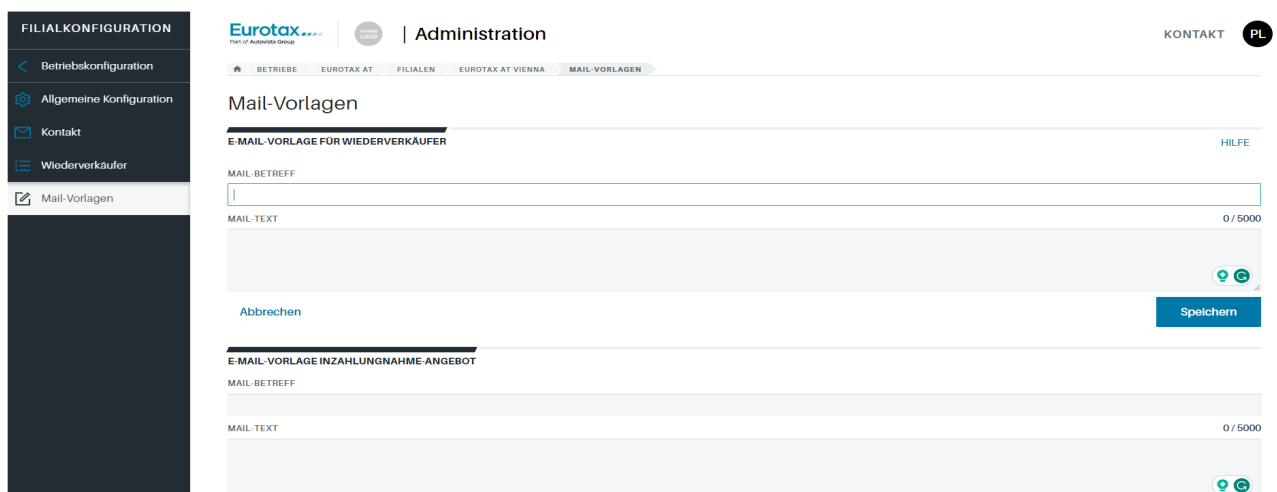 FILIALKONFIGURATION
Betriebskonfiguration
Allgemeine Konfiguration
Kontakt
Wiederverkäufer
Mail-Vorlagen
Eurotax....
Part of Autovista Group
FIRMEN
LOGO
| Administration
KONTAKT
PL
BETRIEBE EUROTAX AT FILIALEN EUROTAX AT VIENNA MAIL-VORLAGEN
Mail-Vorlagen
E-MAIL-VORLAGE FÜR WIEDERVERKÄUFER
HILFE
MAIL-BETREFF
MAIL-TEXT 0 / 5000
Abbrechen
Speichern
E-MAIL-VORLAGE INZAHLUNGNAHME-ANGEBOT
MAIL-BETREFF
MAIL-TEXT 0 / 5000